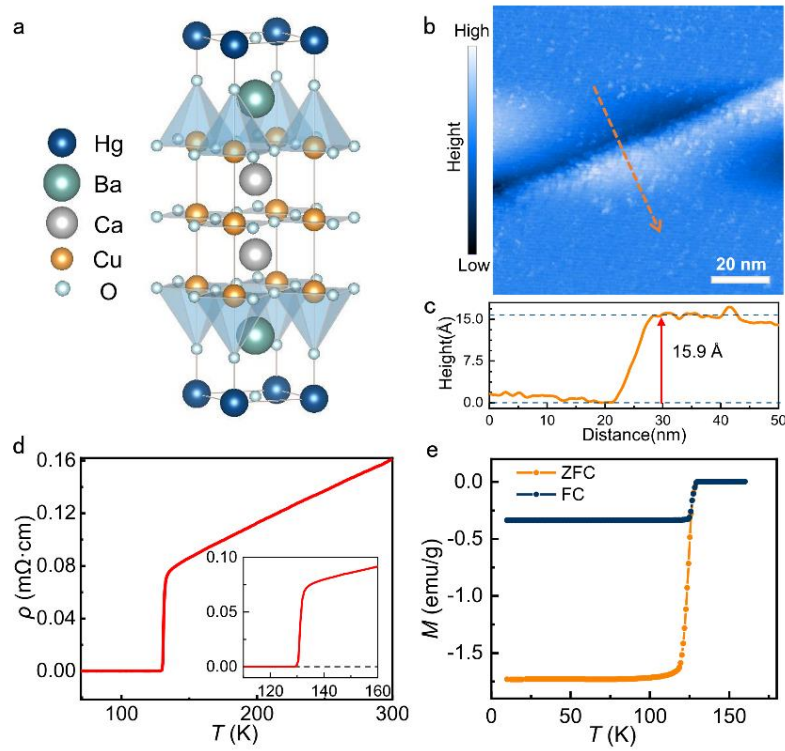 a
Hg
Ba
Ca
Cu
O
b
High
Height
Low
20 nm
c
Height(Å)
15.0
7.5
0.0
15.9 Å
0 10 20 30 40 50
Distance(nm)
d
ρ (mΩ·cm)
0.16
0.12
0.08
0.04
0.00
0.10
0.05
0.00
120 140 160
100 200 300
T (K)
e
ZFC
FC
M (emu/g)
0.0
-0.5
-1.0
-1.5
0 50 100 150
T (K)